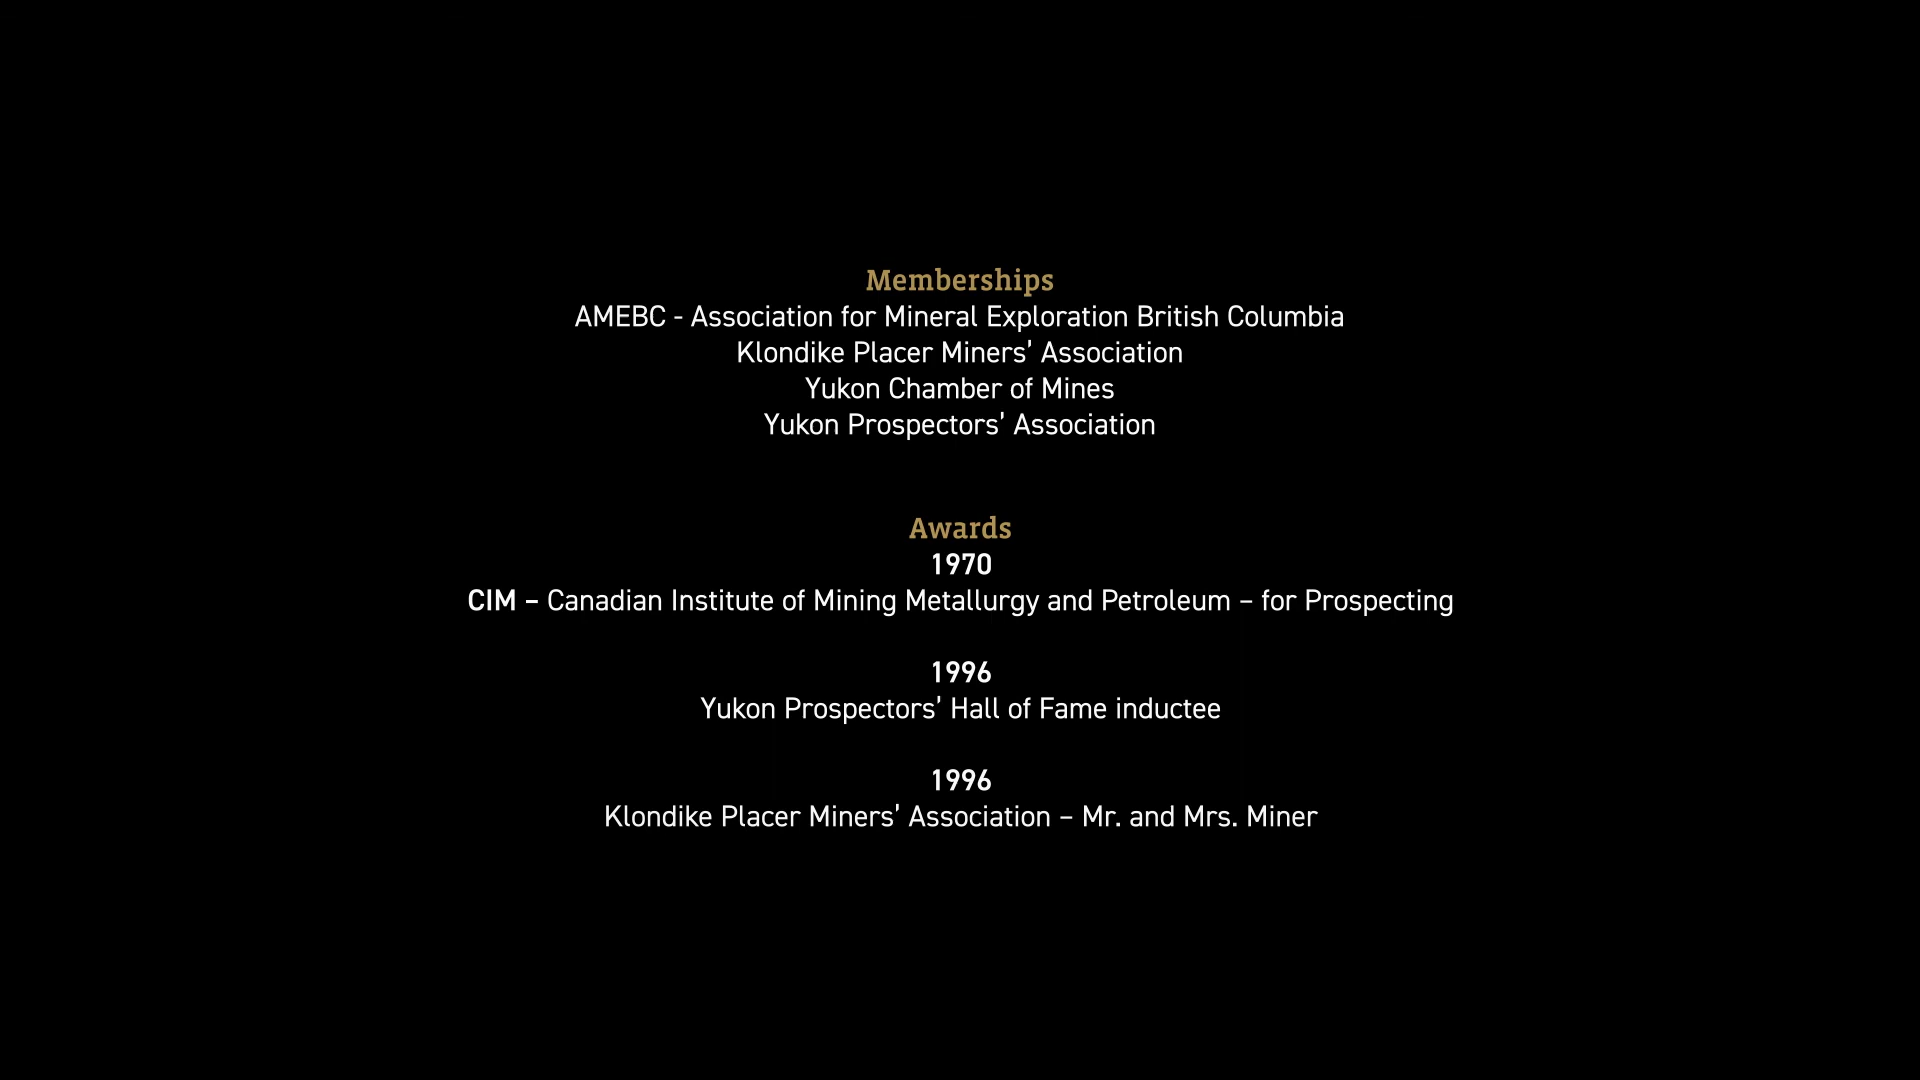 Memberships
AMEBC - Association for Mineral Exploration British Columbia
Klondike Placer Miners’ Association
Yukon Chamber of Mines
Yukon Prospectors’ Association
Awards
1970
CIM – Canadian Institute of Mining Metallurgy and Petroleum – for Prospecting
1996
Yukon Prospectors’ Hall of Fame inductee
1996
Klondike Placer Miners’ Association – Mr. and Mrs. Miner